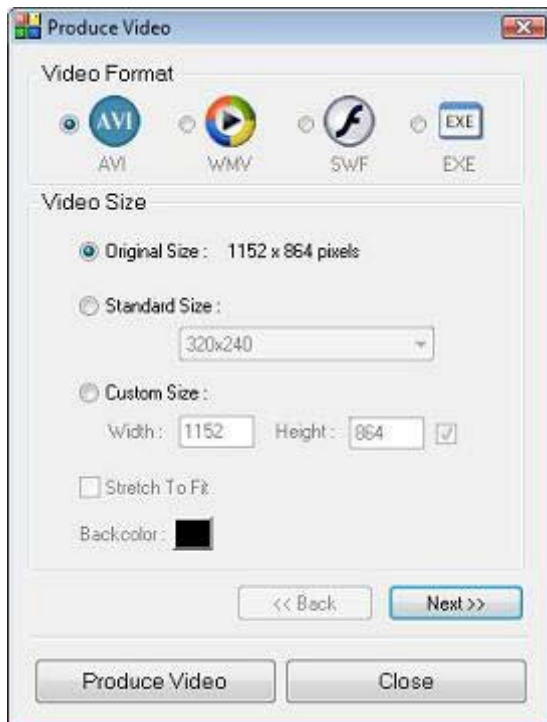 Produce Video
Video Format
AVI
EXE
AVI WMV SWF EXE
Video Size
Original Size : 1152 x 864 pixels
Standard Size :
320x240
Custom Size :
Width : 1152 Height : 864
Stretch To Fit
Backcolor :
<< Back Next >>
Produce Video Close